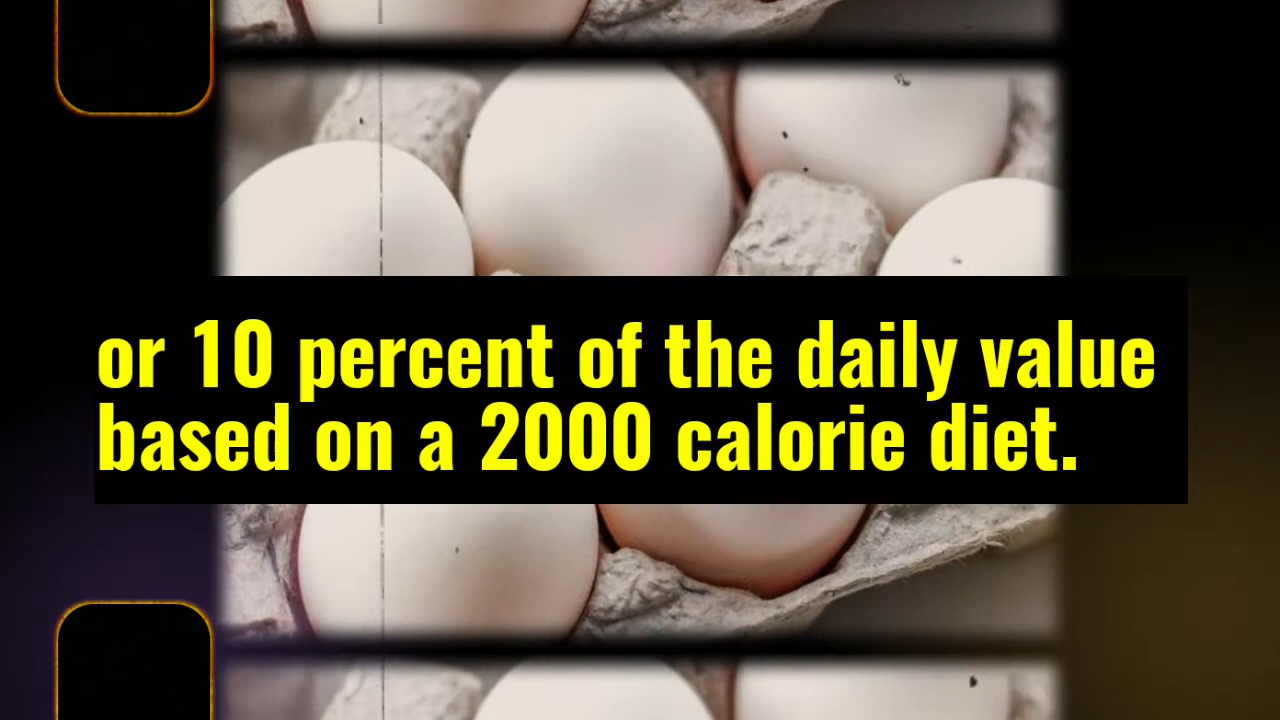 or 10 percent of the daily value
based on a 2000 calorie diet.